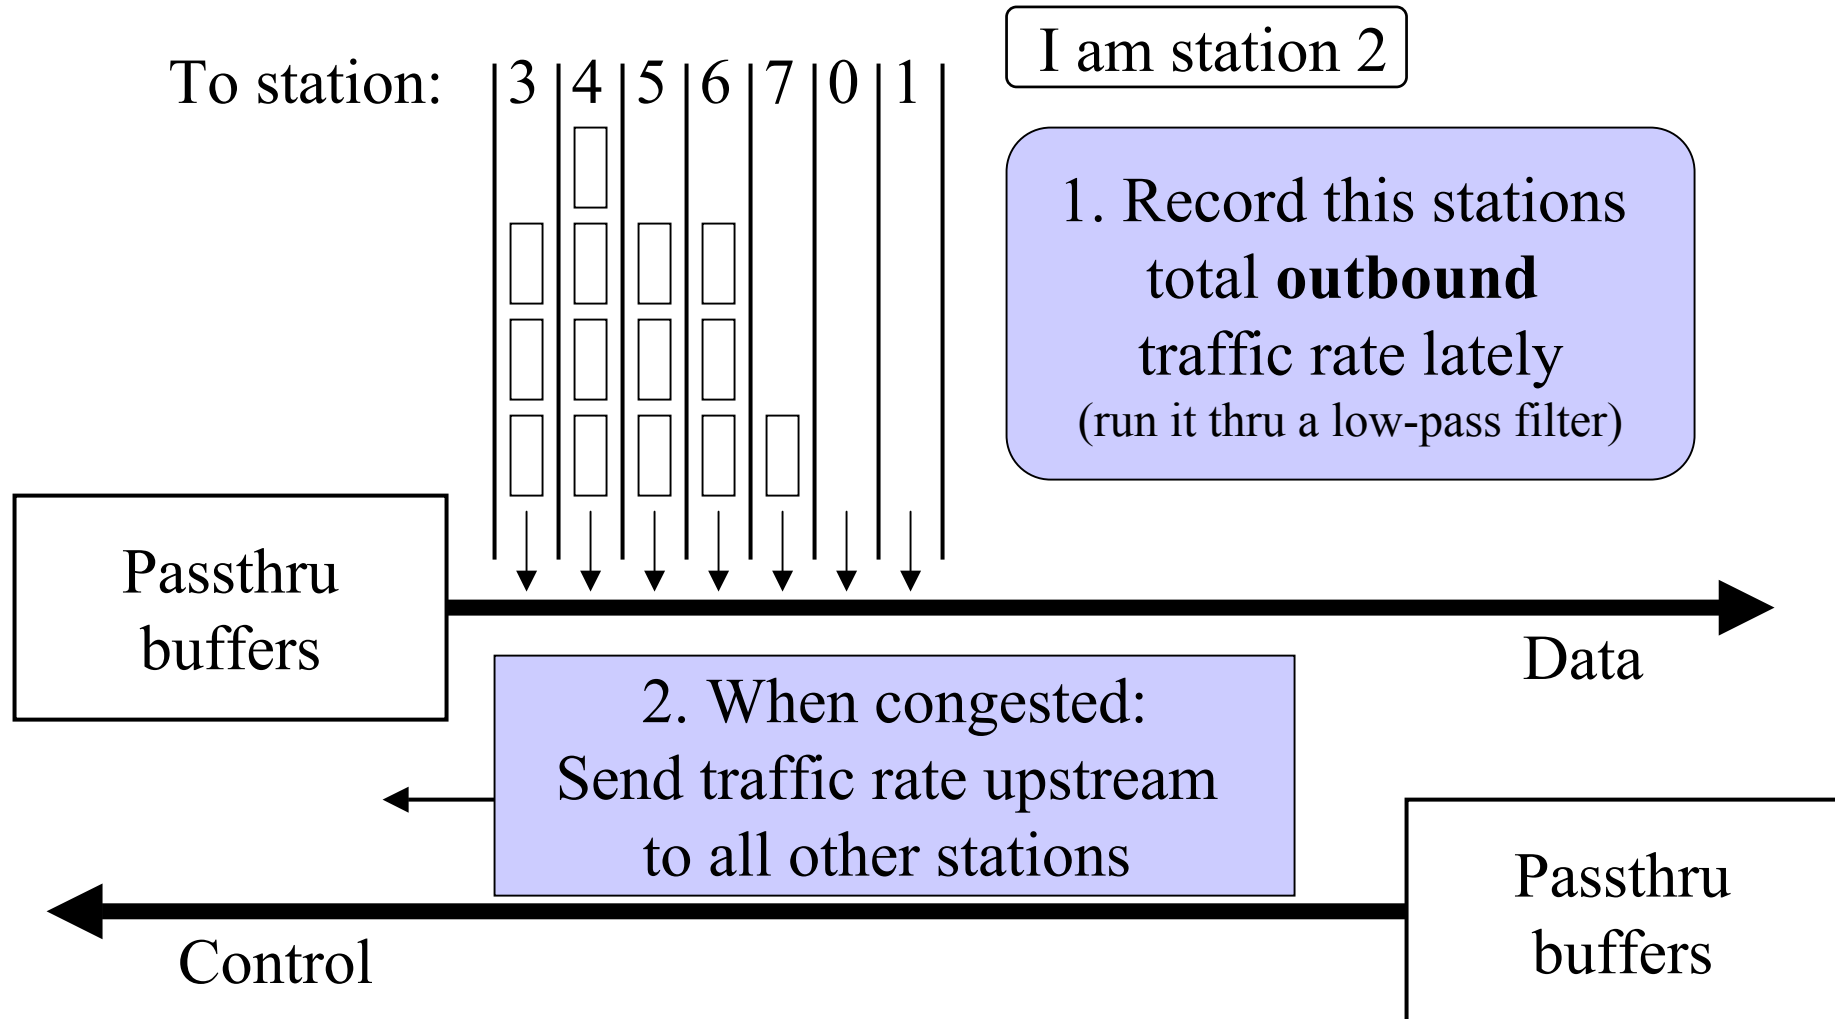 I am station 2
To station: 3 4 5 6 7 0 1
1. Record this stations
total outbound
traffic rate lately
(run it thru a low-pass filter)
Passthru
buffers
Data
2. When congested:
Send traffic rate upstream
to all other stations
Passthru
buffers
Control